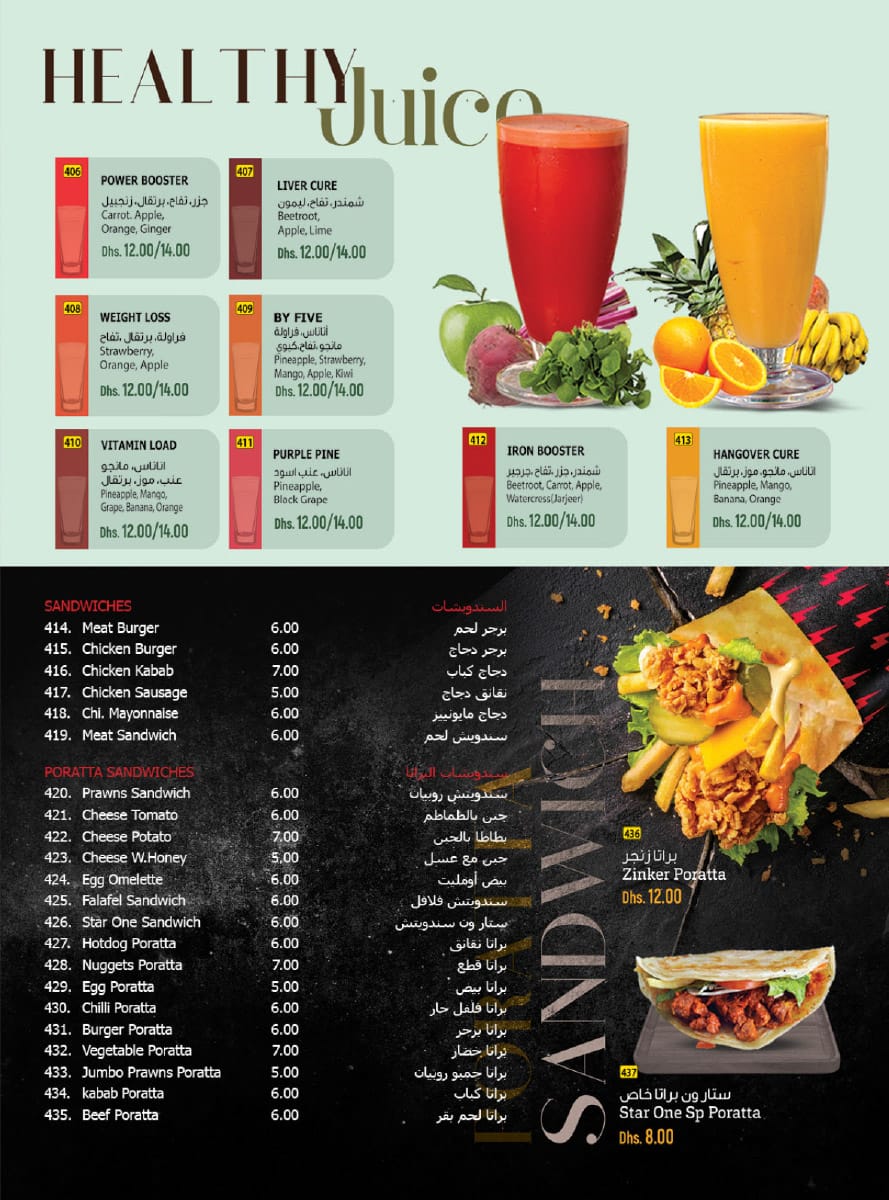 HEALTHY
Juice
406
POWER BOOSTER
جزر، تفاح، برتقال، زنجبيل
Carrot. Apple,
Orange, Ginger
Dhs. 12.00/14.00
407
LIVER CURE
شمندر، تفاح، ليمون
Beetroot,
Apple, Lime
Dhs. 12.00/14.00
408
WEIGHT LOSS
فراولة، برتقال ،تفاح
Strawberry,
Orange, Apple
Dhs. 12.00/14.00
409
BY FIVE
أناناس، فراولة
مانجو،تفاح،كيوي
Pineapple, Strawberry,
Mango, Apple, Kiwi
Dhs. 12.00/14.00
410
VITAMIN LOAD
اناناس، مانجو
عنب، موز، برتقال
Pineapple, Mango,
Grape, Banana, Orange
Dhs. 12.00/14.00
411
PURPLE PINE
اناناس، عنب اسود
Pineapple,
Black Grape
Dhs. 12.00/14.00
412
IRON BOOSTER
شمندر، جزر، تفاح، جرجير
Beetroot, Carrot, Apple,
Watercress(Jarjeer)
Dhs. 12.00/14.00
413
HANGOVER CURE
اناناس، مانجو، موز، برتقال
Pineapple, Mango,
Banana, Orange
Dhs. 12.00/14.00
SANDWICHES السندويشات
414. Meat Burger 6.00 برجر لحم
415. Chicken Burger 6.00 برجر دجاج
416. Chicken Kabab 7.00 دجاج كباب
417. Chicken Sausage 5.00 نقانق دجاج
418. Chi. Mayonnaise 6.00 دجاج مايونييز
419. Meat Sandwich 6.00 سندويش لحم
PORATTA SANDWICHES سندويشات البراتا
420. Prawns Sandwich 6.00 سندويتش روبيان
421. Cheese Tomato 6.00 جبن بالطماطم
422. Cheese Potato 7.00 بطاطا بالجبن
423. Cheese W.Honey 5.00 جبن مع عسل
424. Egg Omelette 6.00 بيض أومليت
425. Falafel Sandwich 6.00 سندويتش فلافل
426. Star One Sandwich 6.00 ستار ون سندويتش
427. Hotdog Poratta 6.00 براتا نقانق
428. Nuggets Poratta 7.00 براتا قطع
429. Egg Poratta 5.00 براتا بيض
430. Chilli Poratta 6.00 براتا فلفل حار
431. Burger Poratta 6.00 براتا برجر
432. Vegetable Poratta 7.00 براتا خضار
433. Jumbo Prawns Poratta 5.00 براتا جمبو روبيان
434. kabab Poratta 6.00 براتا كباب
435. Beef Poratta 6.00 براتا لحم بقر
PORATTA
SANDWICH
436
براتا زنجر
Zinker Poratta
Dhs. 12.00
437
ستار ون براتا خاص
Star One Sp Poratta
Dhs. 8.00